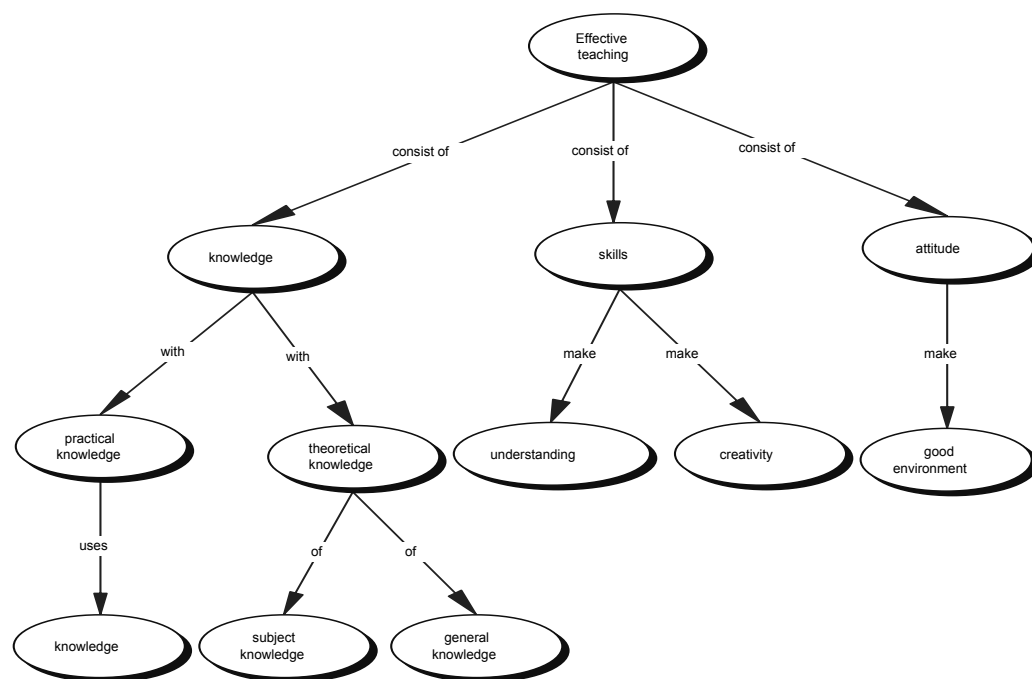 Effective
teaching
consist of
consist of
consist of
knowledge
skills
attitude
with
with
make
make
make
practical
knowledge
theoretical
knowledge
understanding
creativity
good
environment
uses
of
of
knowledge
subject
knowledge
general
knowledge